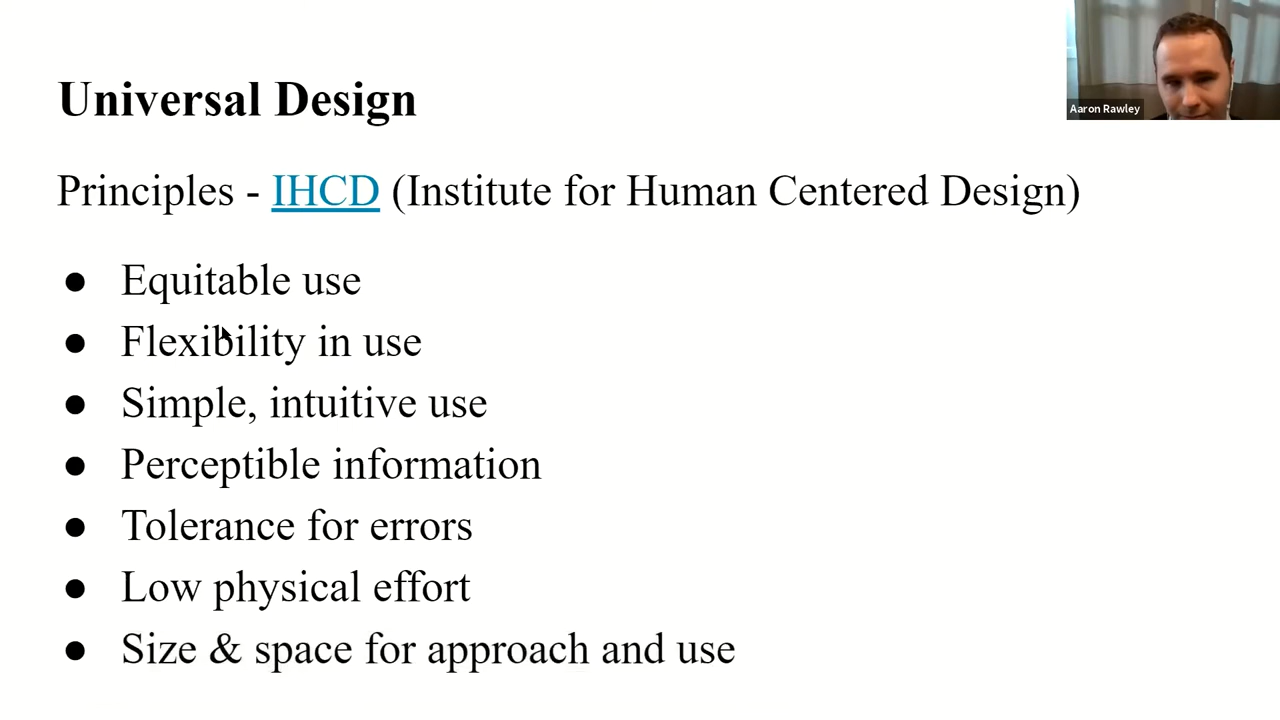 Universal Design
Aaron Rawley
Principles - IHCD (Institute for Human Centered Design)
● Equitable use
● Flexibility in use
● Simple, intuitive use
● Perceptible information
● Tolerance for errors
● Low physical effort
● Size & space for approach and use